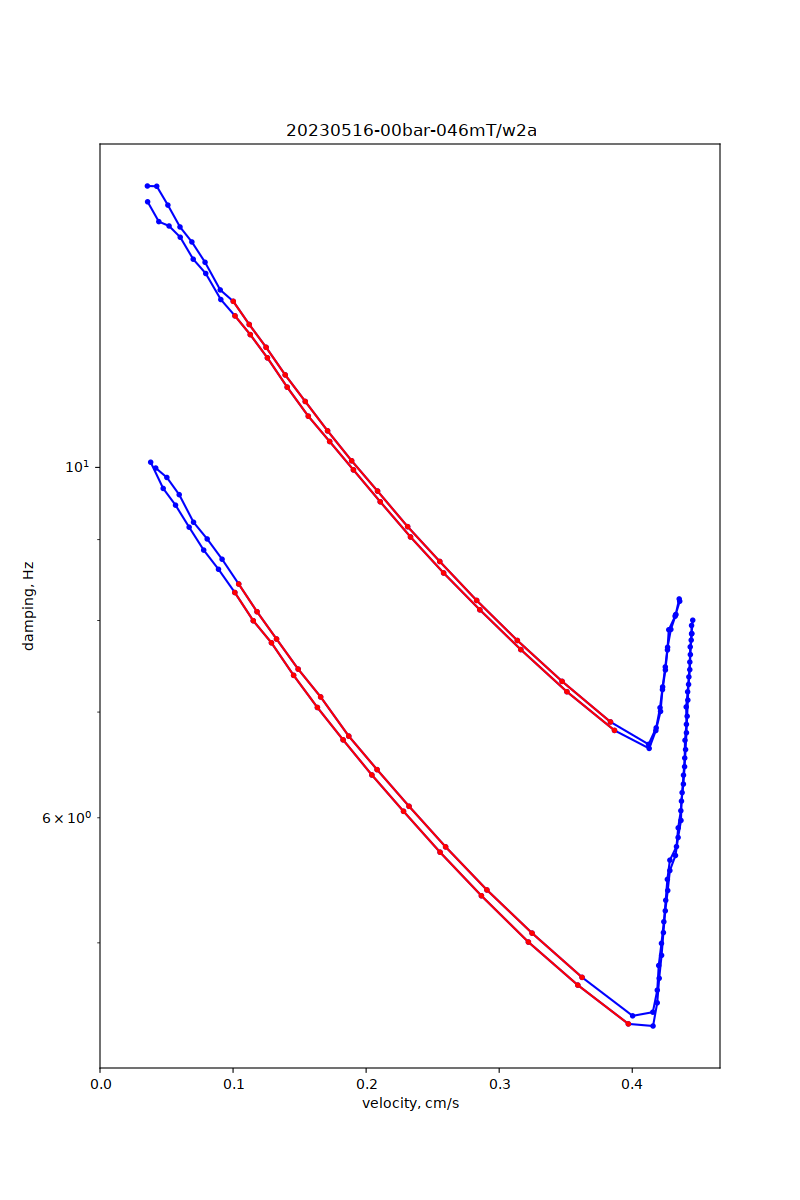 20230516-00bar-046mT/w2a
10¹
6 × 10⁰
damping, Hz
0.0 0.1 0.2 0.3 0.4
velocity, cm/s